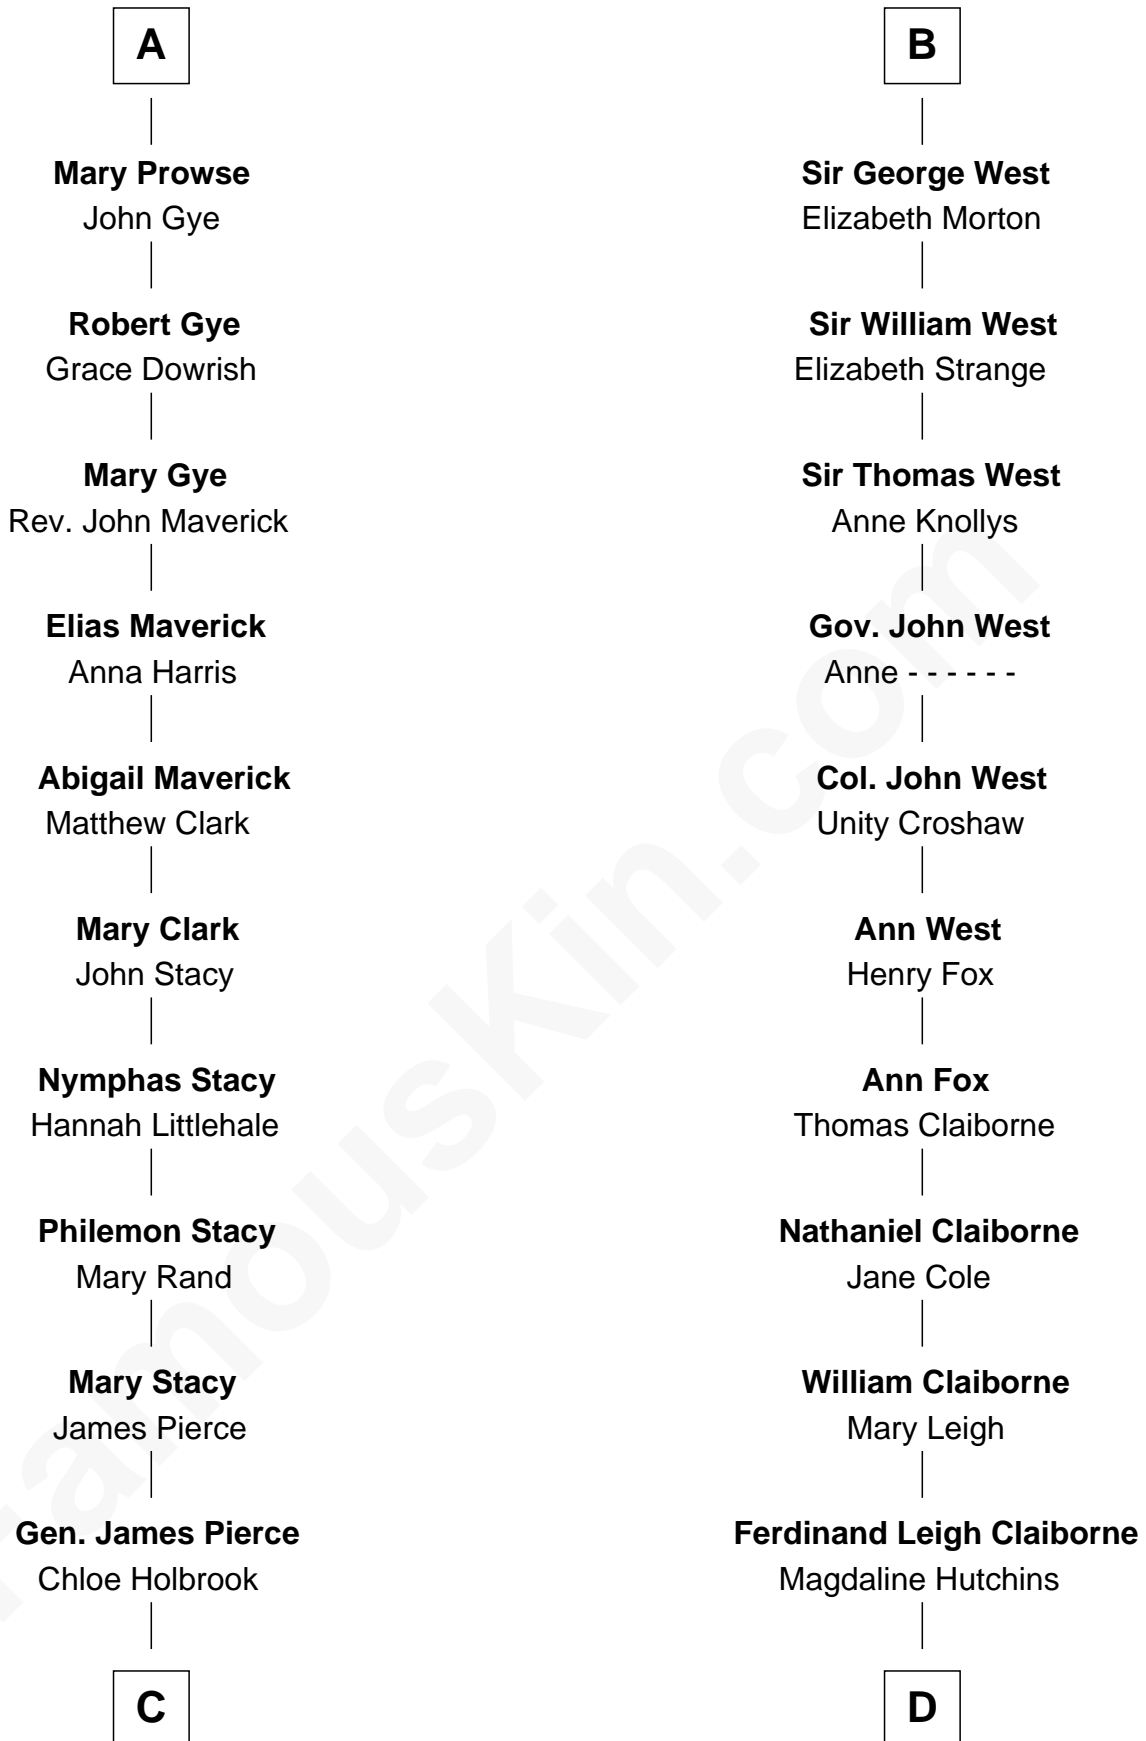 A
Mary Prowse
John Gye
Robert Gye
Grace Dowrish
Mary Gye
Rev. John Maverick
Elias Maverick
Anna Harris
Abigail Maverick
Matthew Clark
Mary Clark
John Stacy
Nymphas Stacy
Hannah Littlehale
Philemon Stacy
Mary Rand
Mary Stacy
James Pierce
Gen. James Pierce
Chloe Holbrook
C
B
Sir George West
Elizabeth Morton
Sir William West
Elizabeth Strange
Sir Thomas West
Anne Knollys
Gov. John West
Anne - - - - - -
Col. John West
Unity Croshaw
Ann West
Henry Fox
Ann Fox
Thomas Claiborne
Nathaniel Claiborne
Jane Cole
William Claiborne
Mary Leigh
Ferdinand Leigh Claiborne
Magdaline Hutchins
D
FamousKin.com